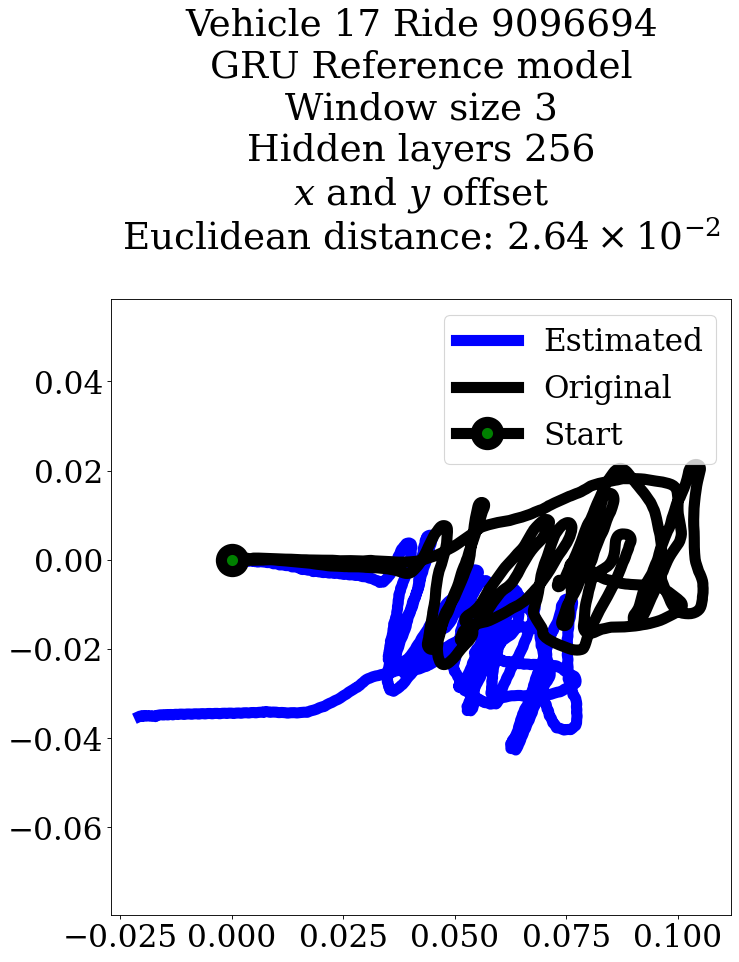 Vehicle 17 Ride 9096694
GRU Reference model
Window size 3
Hidden layers 256
x and y offset
Euclidean distance: 2.64 × 10⁻²
Estimated
Original
Start
0.04
0.02
0.00
−0.02
−0.04
−0.06
−0.025 0.000 0.025 0.050 0.075 0.100